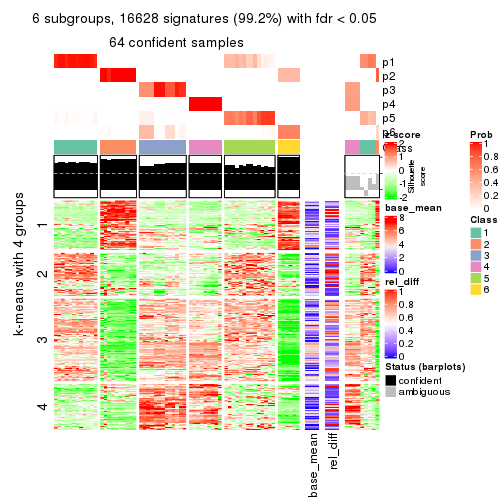 6 subgroups, 16628 signatures (99.2%) with fdr < 0.05
64 confident samples
p1
p2
p3
p4
p5
p6
Class
z-score
2
1
0
-1
-2
Silhouette
score
k-means with 4 groups
1
2
3
4
base_mean
8
6
4
2
0
rel_diff
1
0.8
0.6
0.4
0.2
0
Status (barplots)
confident
ambiguous
Prob
1
0.8
0.6
0.4
0.2
0
Class
1
2
3
4
5
6
base_mean
rel_diff